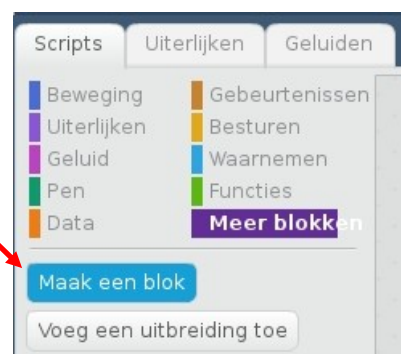 Scripts Uiterlijken Geluiden
Beweging Gebeurtenissen
Uiterlijken Besturen
Geluid Waarnemen
Pen Functies
Data Meer blokken
Maak een blok
Voeg een uitbreiding toe